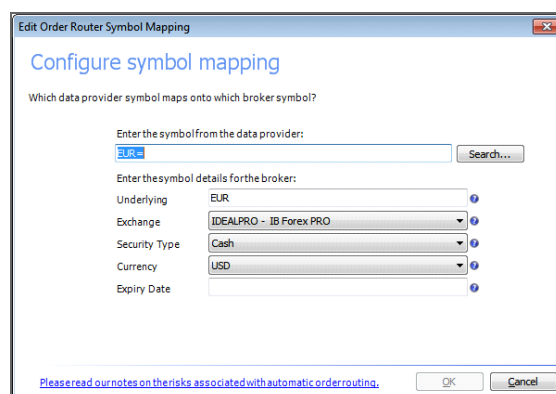 Edit Order Router Symbol Mapping
Configure symbol mapping
Which data provider symbol maps onto which broker symbol?
Enter the symbol from the data provider:
EUR=
Search...
Enter the symbol details for the broker:
Underlying EUR
Exchange IDEALPRO - IB Forex PRO
Security Type Cash
Currency USD
Expiry Date
Please read our notes on the risks associated with automatic order routing.
OK Cancel